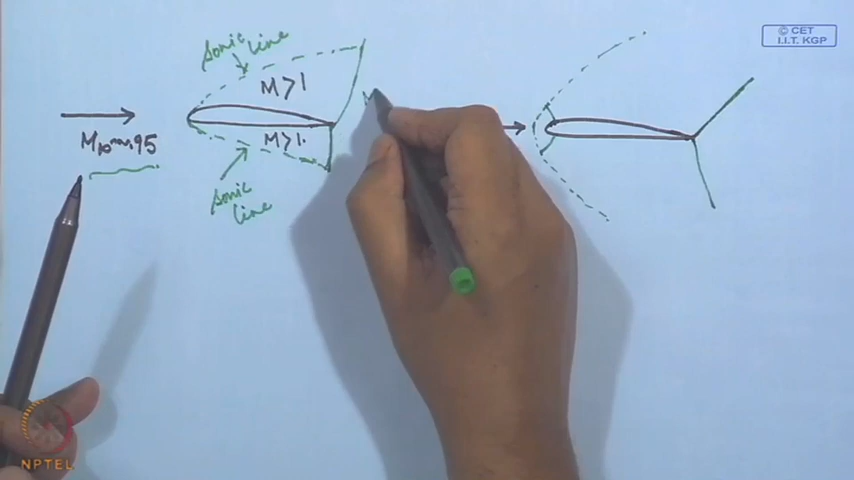 © CET
I.I.T. KGP
sonic
line
M>1
M>1.
M∞~.95
sonic
line
NPTEL